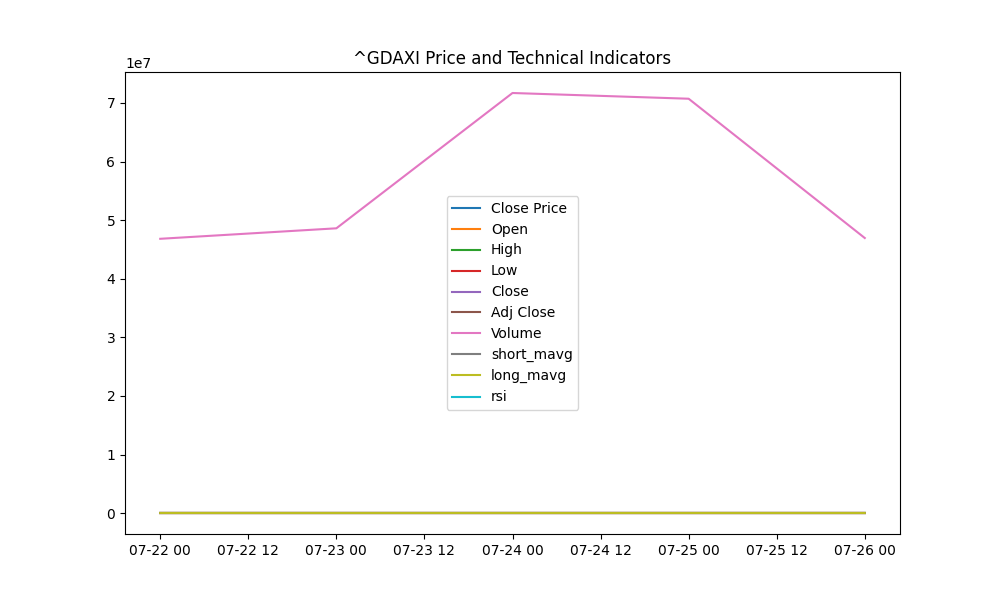 ^GDAXI Price and Technical Indicators
1e7
7
6
5
4
3
2
1
0
Close Price
Open
High
Low
Close
Adj Close
Volume
short_mavg
long_mavg
rsi
07-22 00 07-22 12 07-23 00 07-23 12 07-24 00 07-24 12 07-25 00 07-25 12 07-26 00